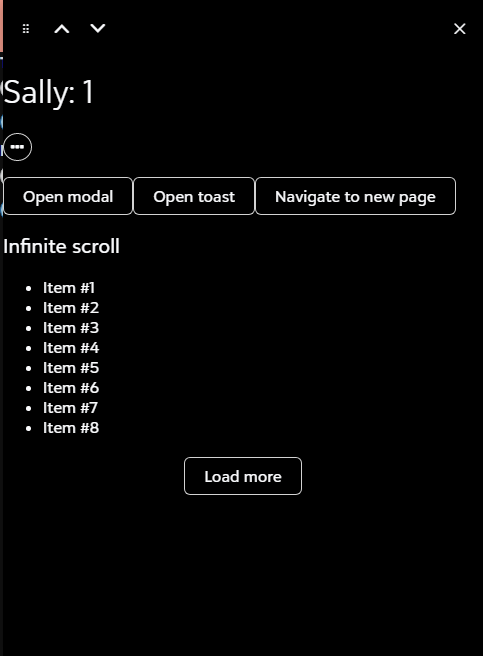 Sally: 1
Open modal Open toast Navigate to new page
Infinite scroll
Item #1
Item #2
Item #3
Item #4
Item #5
Item #6
Item #7
Item #8
Load more